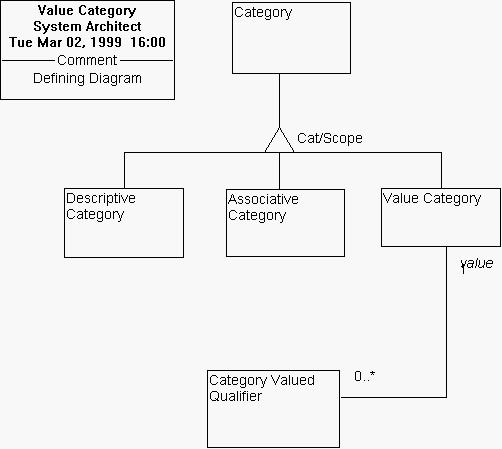 Value Category
System Architect
Tue Mar 02, 1999 16:00
Comment
Defining Diagram
Category
Cat/Scope
Descriptive
Category
Associative
Category
Value Category
value
0..*
Category Valued
Qualifier